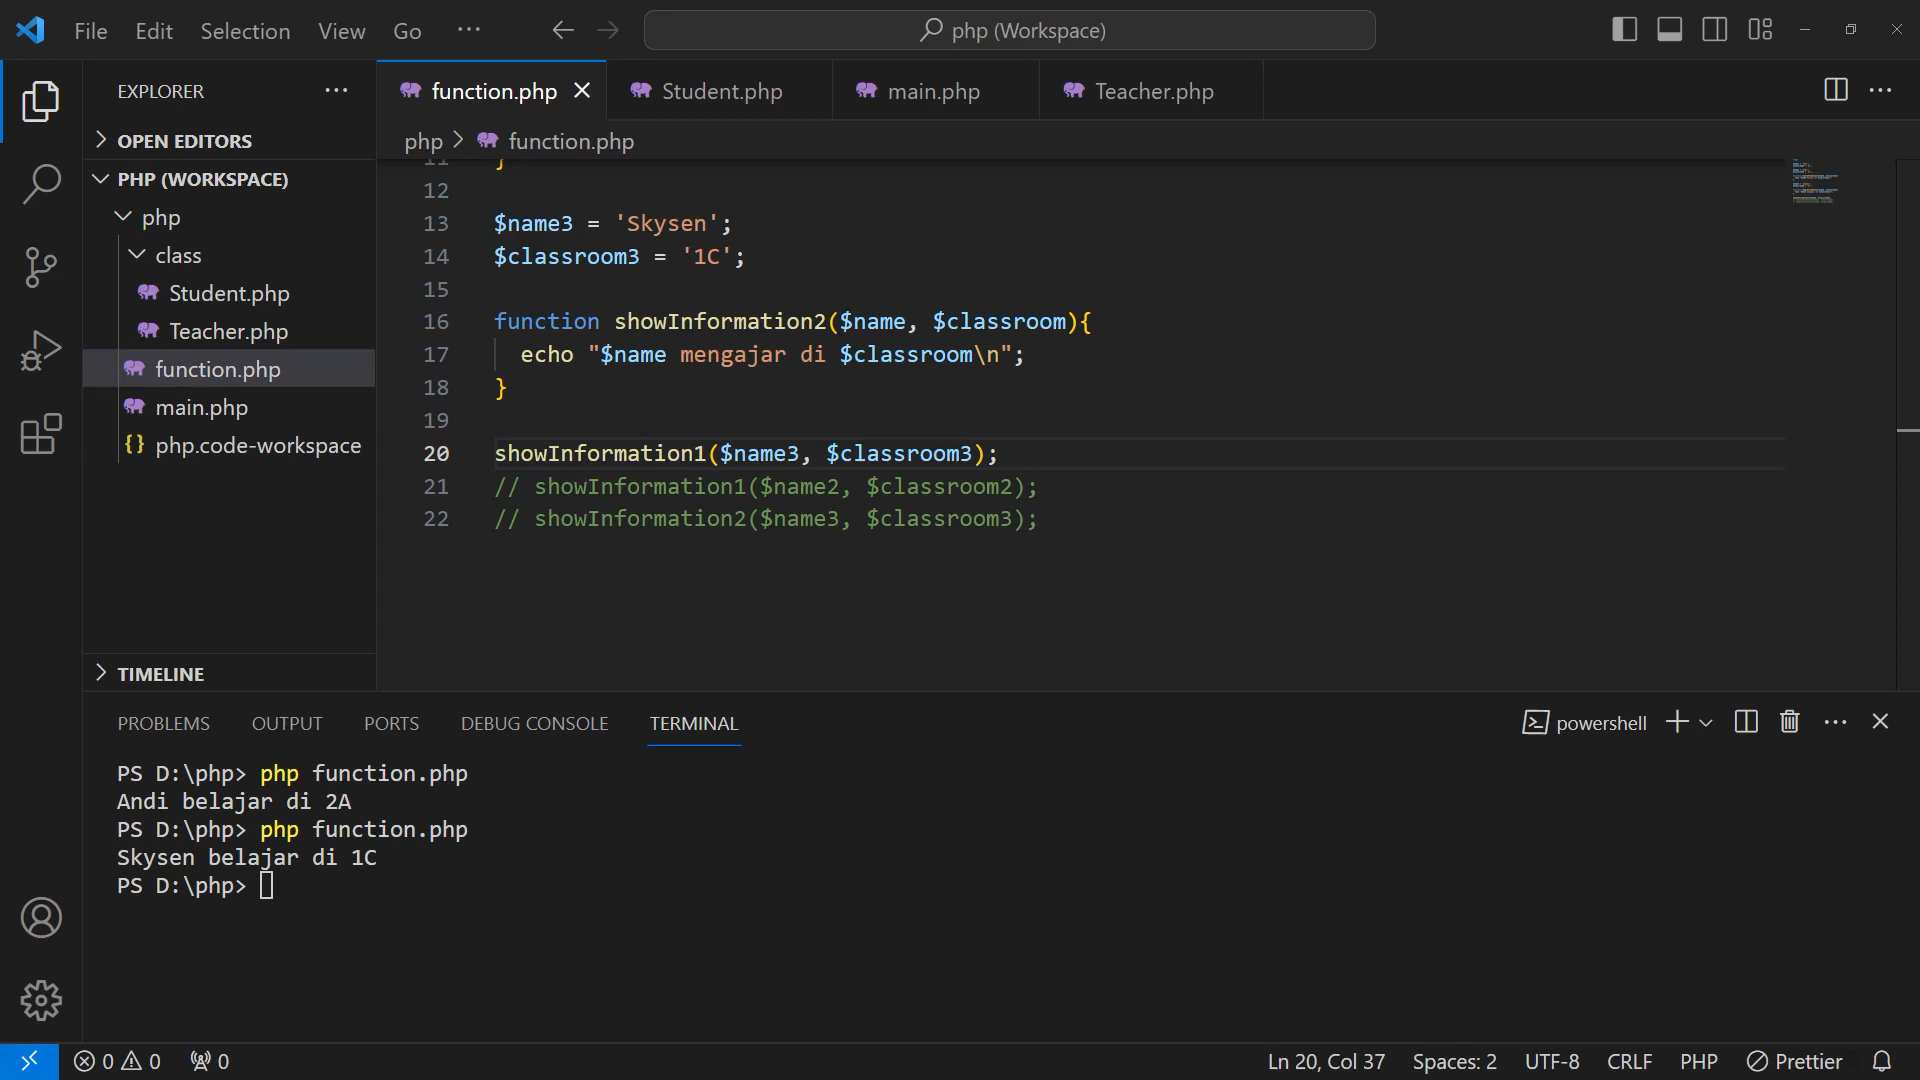 File Edit Selection View Go ··· php (Workspace)
EXPLORER ···
OPEN EDITORS
PHP (WORKSPACE)
php
class
Student.php
Teacher.php
function.php
main.php
{} php.code-workspace
TIMELINE
function.php Student.php main.php Teacher.php ···
php > function.php
11 }
12
13 $name3 = 'Skysen';
14 $classroom3 = '1C';
15
16 function showInformation2($name, $classroom){
17 echo "$name mengajar di $classroom\n";
18 }
19
20 showInformation1($name3, $classroom3);
21 // showInformation1($name2, $classroom2);
22 // showInformation2($name3, $classroom3);
PROBLEMS OUTPUT PORTS DEBUG CONSOLE TERMINAL powershell ···
PS D:\php> php function.php
Andi belajar di 2A
PS D:\php> php function.php
Skysen belajar di 1C
PS D:\php>
0 0 0 Ln 20, Col 37 Spaces: 2 UTF-8 CRLF PHP Prettier